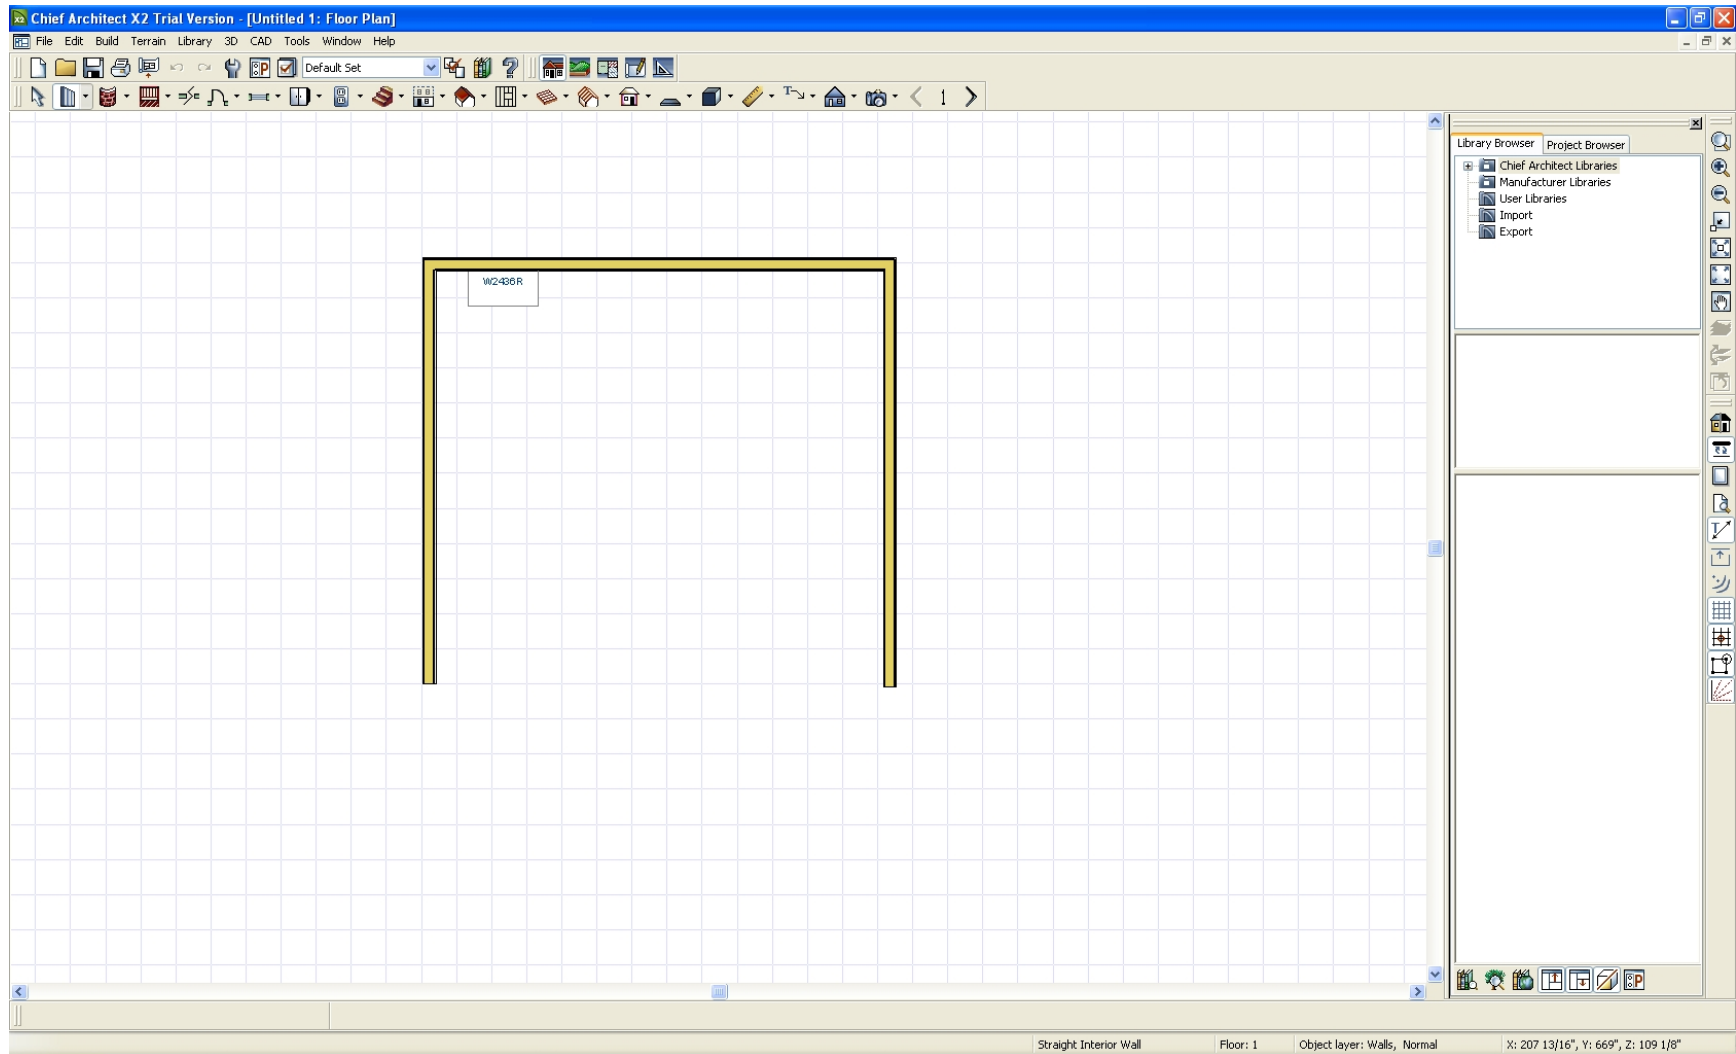 Chief Architect X2 Trial Version - [Untitled 1: Floor Plan]
File Edit Build Terrain Library 3D CAD Tools Window Help
Default Set
1
Library Browser Project Browser
Chief Architect Libraries
Manufacturer Libraries
User Libraries
Import
Export
W2436R
Straight Interior Wall Floor: 1 Object layer: Walls, Normal X: 207 13/16", Y: 669", Z: 109 1/8"